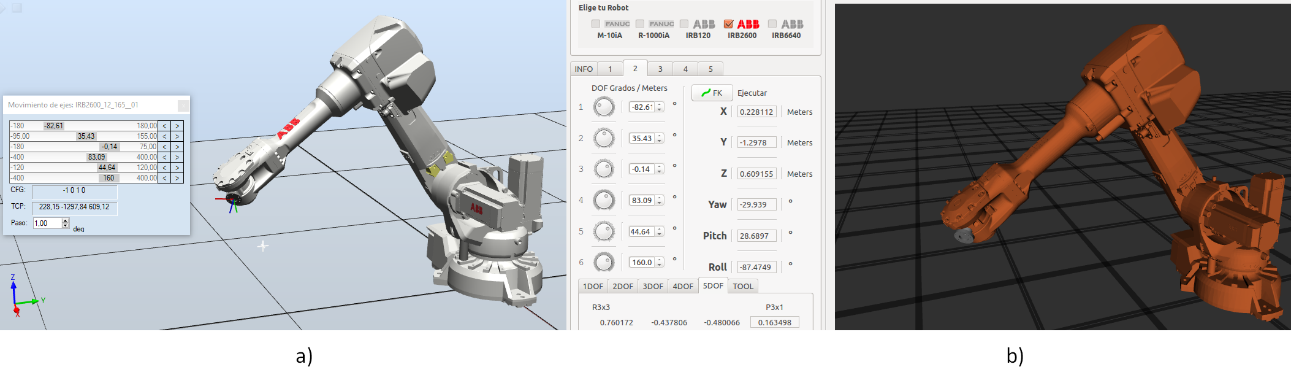 Movimiento de ejes: IRB2600_12_165__01
-180 -82,61 180,00 < >
-95.00 35,43 155,00 < >
-180 -0,14 75,00 < >
-400 83,09 400,00 < >
-120 44,64 120,00 < >
-400 160 400,00 < >
CFG: -1 0 1 0
TCP: 228,15 -1297,84 609,12
Paso: 1,00 deg
Z
Y
X
ABB
ABB
Elige tu Robot
FANUC FANUC ABB ABB ABB
M-10iA R-1000iA IRB120 IRB2600 IRB6640
INFO 1 2 3 4 5
DOF Grados / Meters
FK Ejecutar
1 -82.6 °
2 35.43 °
3 -0.14 °
4 83.09 °
5 44.64 °
6 160.0 °
X 0.228112 Meters
Y -1.2978 Meters
Z 0.609155 Meters
Yaw -29.939 °
Pitch 28.6897 °
Roll -87.4749 °
1DOF 2DOF 3DOF 4DOF 5DOF TOOL
R3x3 P3x1
0.760172 -0.437806 -0.480066 0.163498
a)
b)